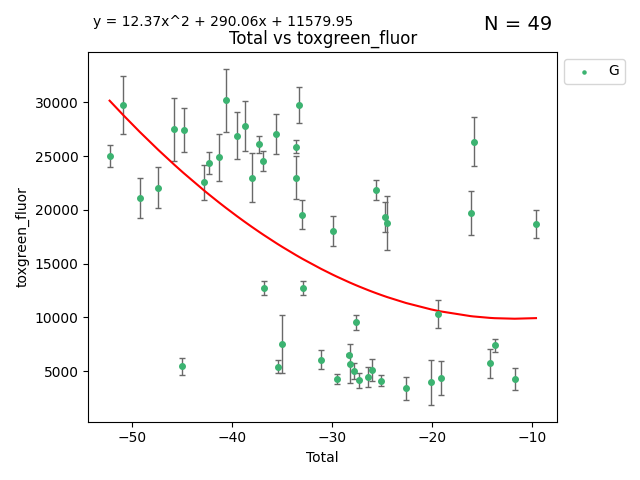 y = 12.37x^2 + 290.06x + 11579.95
N = 49
Total vs toxgreen_fluor
G
30000
25000
20000
15000
10000
5000
toxgreen_fluor
−50
−40
−30
−20
−10
Total